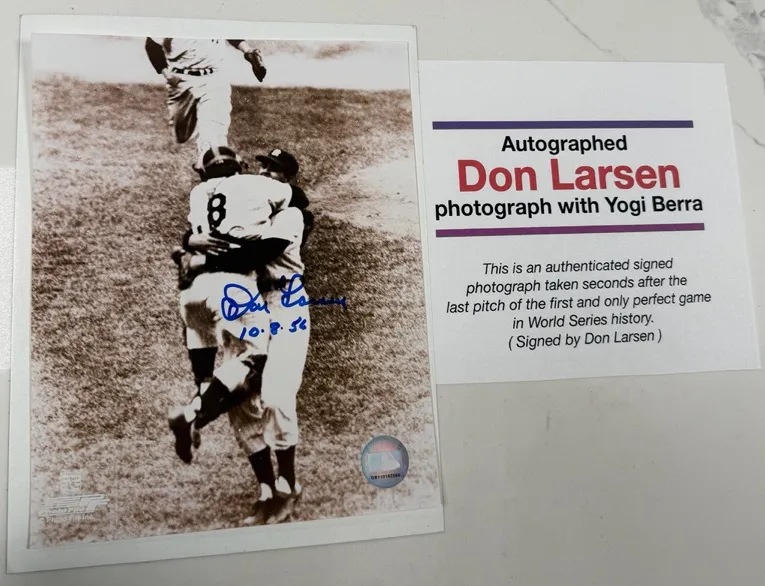 8
Don Larsen
10.8.56
Autographed
Don Larsen
photograph with Yogi Berra
This is an authenticated signed
photograph taken seconds after the
last pitch of the first and only perfect game
in World Series history.
( Signed by Don Larsen )